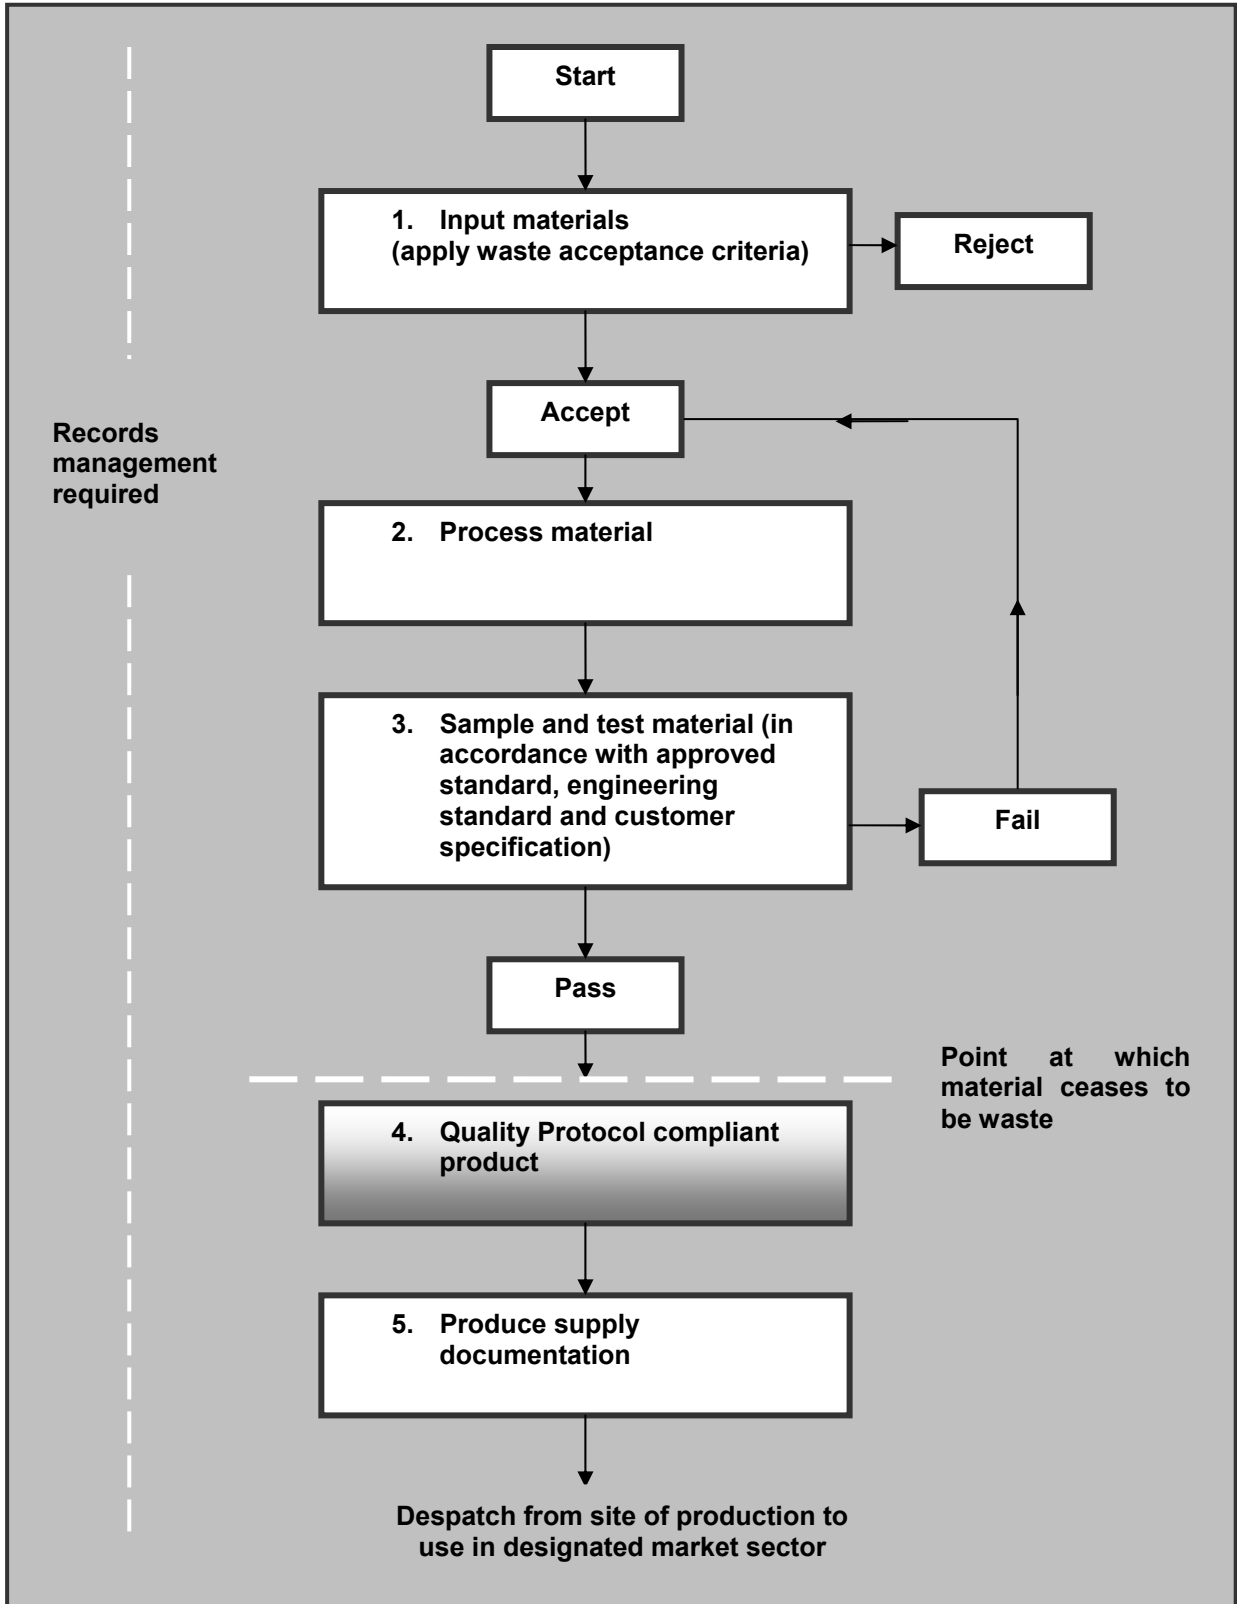 Start
1. Input materials
(apply waste acceptance criteria)
Reject
Accept
Records
management
required
2. Process material
3. Sample and test material (in
accordance with approved
standard, engineering
standard and customer
specification)
Fail
Pass
Point at which
material ceases to
be waste
4. Quality Protocol compliant
product
5. Produce supply
documentation
Despatch from site of production to
use in designated market sector